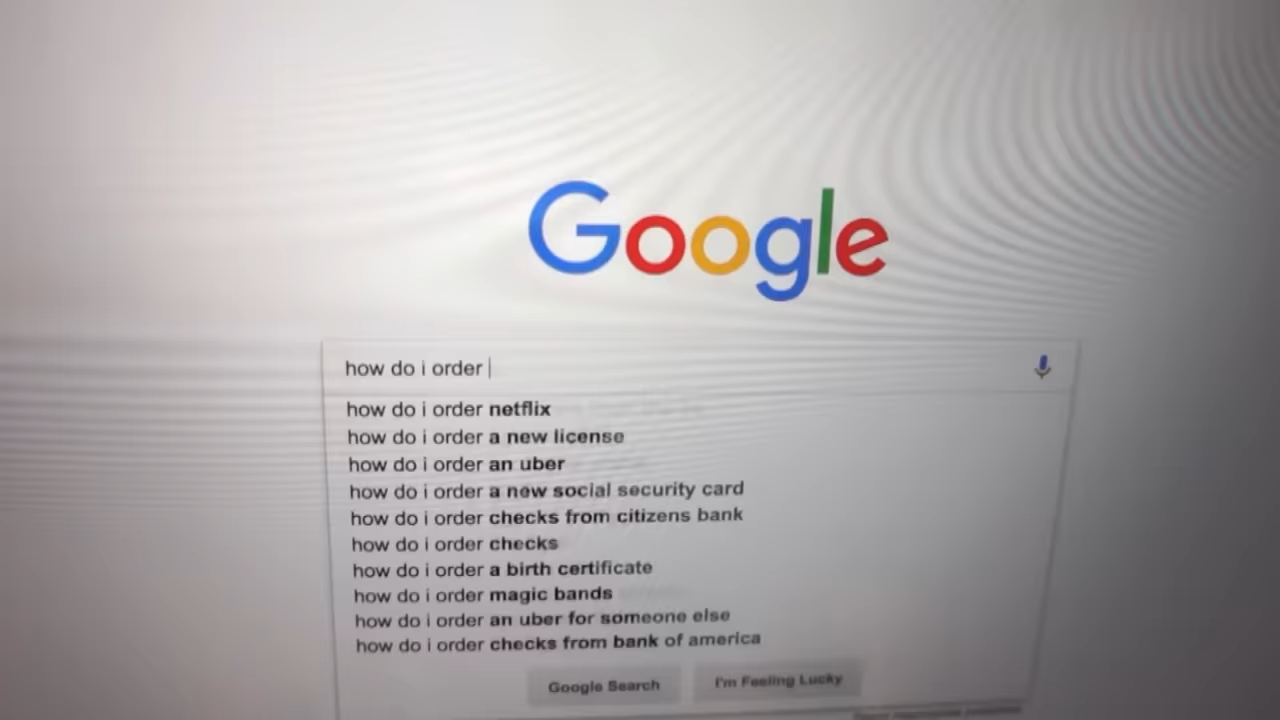 Google
how do i order
how do i order netflix
how do i order a new license
how do i order an uber
how do i order a new social security card
how do i order checks from citizens bank
how do i order checks
how do i order a birth certificate
how do i order magic bands
how do i order an uber for someone else
how do i order checks from bank of america
Google Search I'm Feeling Lucky